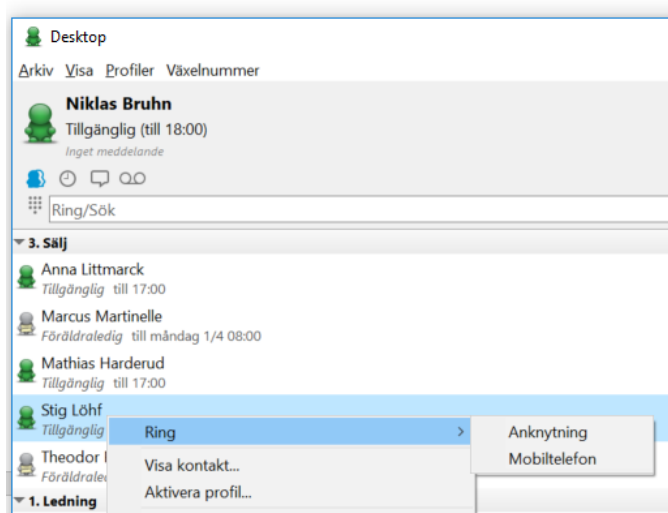 Desktop
Arkiv Visa Profiler Växelnummer
Niklas Bruhn
Tillgänglig (till 18:00)
Inget meddelande
Ring/Sök
3. Sälj
Anna Littmarck
Tillgänglig till 17:00
Marcus Martinelle
Föräldraledig till måndag 1/4 08:00
Mathias Harderud
Tillgänglig till 17:00
Stig Löhf
Tillgänglig
Ring
Anknytning
Mobiltelefon
Theodor
Visa kontakt...
Aktivera profil...
1. Ledning